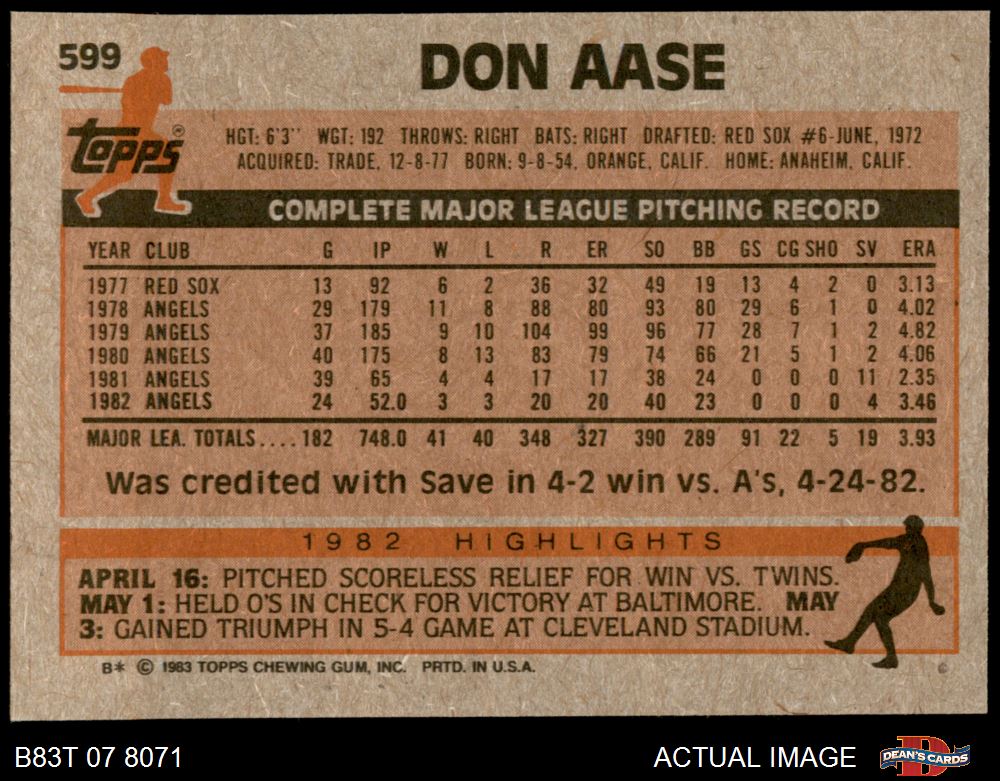 599
DON AASE
topps®
HGT: 6'3'' WGT: 192 THROWS: RIGHT BATS: RIGHT DRAFTED: RED SOX #6-JUNE, 1972
ACQUIRED: TRADE, 12-8-77 BORN: 9-8-54, ORANGE, CALIF. HOME: ANAHEIM, CALIF.
COMPLETE MAJOR LEAGUE PITCHING RECORD
YEAR CLUB G IP W L R ER SO BB GS CG SHO SV ERA
1977 RED SOX 13 92 6 2 36 32 49 19 13 4 2 0 3.13
1978 ANGELS 29 179 11 8 88 80 93 80 29 6 1 0 4.02
1979 ANGELS 37 185 9 10 104 99 96 77 28 7 1 2 4.82
1980 ANGELS 40 175 8 13 83 79 74 66 21 5 1 2 4.06
1981 ANGELS 39 65 4 4 17 17 38 24 0 0 0 11 2.35
1982 ANGELS 24 52.0 3 3 20 20 40 23 0 0 0 4 3.46
MAJOR LEA. TOTALS.... 182 748.0 41 40 348 327 390 289 91 22 5 19 3.93
Was credited with Save in 4-2 win vs. A's, 4-24-82.
1982 HIGHLIGHTS
APRIL 16: PITCHED SCORELESS RELIEF FOR WIN VS. TWINS.
MAY 1: HELD O'S IN CHECK FOR VICTORY AT BALTIMORE. MAY
3: GAINED TRIUMPH IN 5-4 GAME AT CLEVELAND STADIUM.
B* © 1983 TOPPS CHEWING GUM, INC. PRTD. IN U.S.A.
B83T 07 8071
ACTUAL IMAGE
DEAN'S CARDS